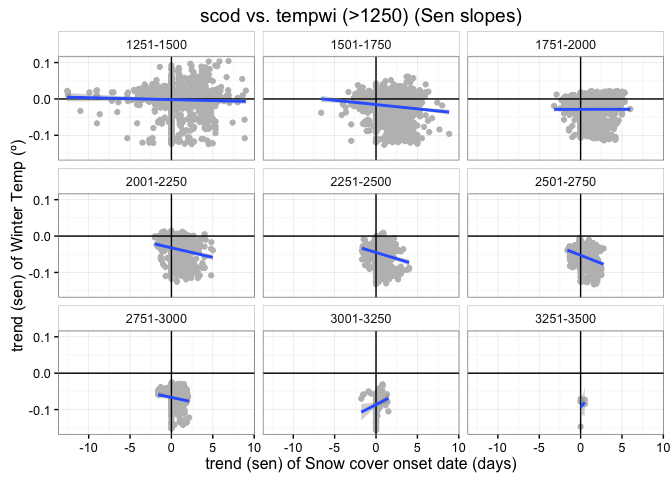 scod vs. tempwi (>1250) (Sen slopes)
1251-1500 1501-1750 1751-2000
0.1
0.0
-0.1
2001-2250 2251-2500 2501-2750
0.1
0.0
-0.1
2751-3000 3001-3250 3251-3500
0.1
0.0
-0.1
-10 -5 0 5 10 -10 -5 0 5 10 -10 -5 0 5 10
trend (sen) of Snow cover onset date (days)
trend (sen) of Winter Temp (°)